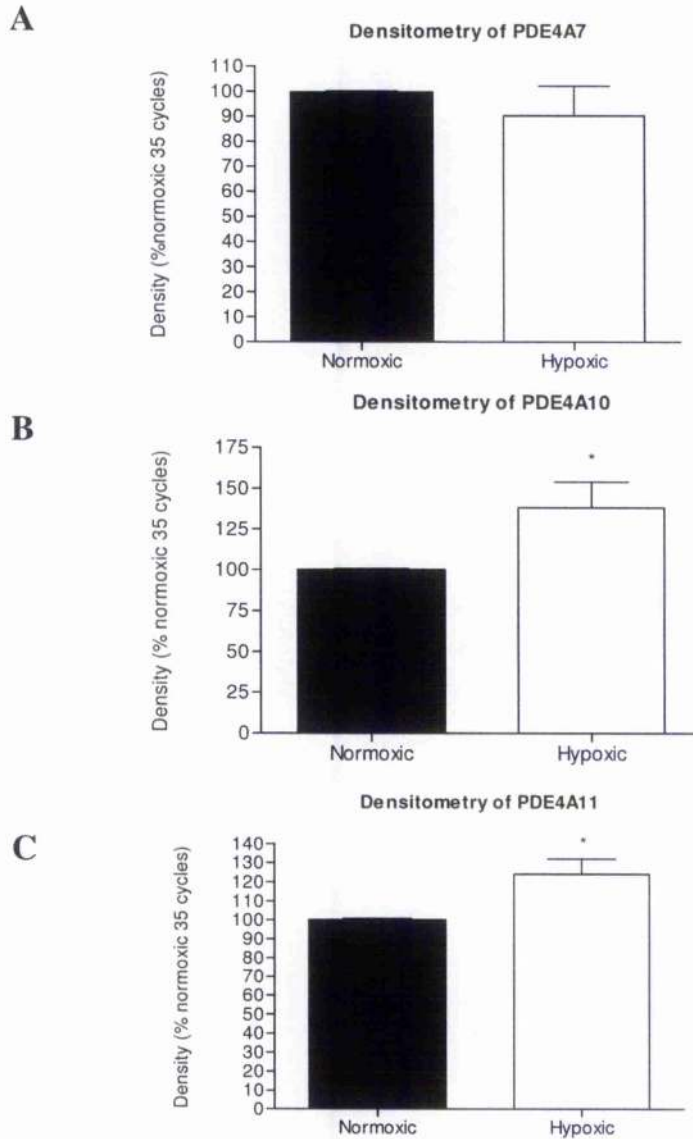 A
Densitometry of PDE4A7
Density (%normoxic 35 cycles)
110
100
90
80
70
60
50
40
30
20
10
0
Normoxic
Hypoxic
B
Densitometry of PDE4A10
Density (% normoxic 35 cycles)
175
150
125
100
75
50
25
0
*
Normoxic
Hypoxic
C
Densitometry of PDE4A11
Density (% normoxic 35 cycles)
140
130
120
110
100
90
80
70
60
50
40
30
20
10
0
*
Normoxic
Hypoxic